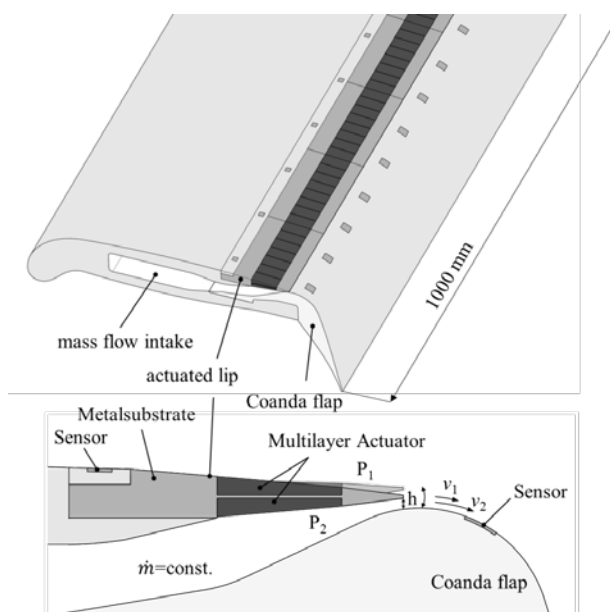 1000 mm
mass flow intake
actuated lip
Coanda flap
Metalsubstrate
Sensor
Multilayer Actuator
P1
h
v1
v2
Sensor
P2
ṁ=const.
Coanda flap